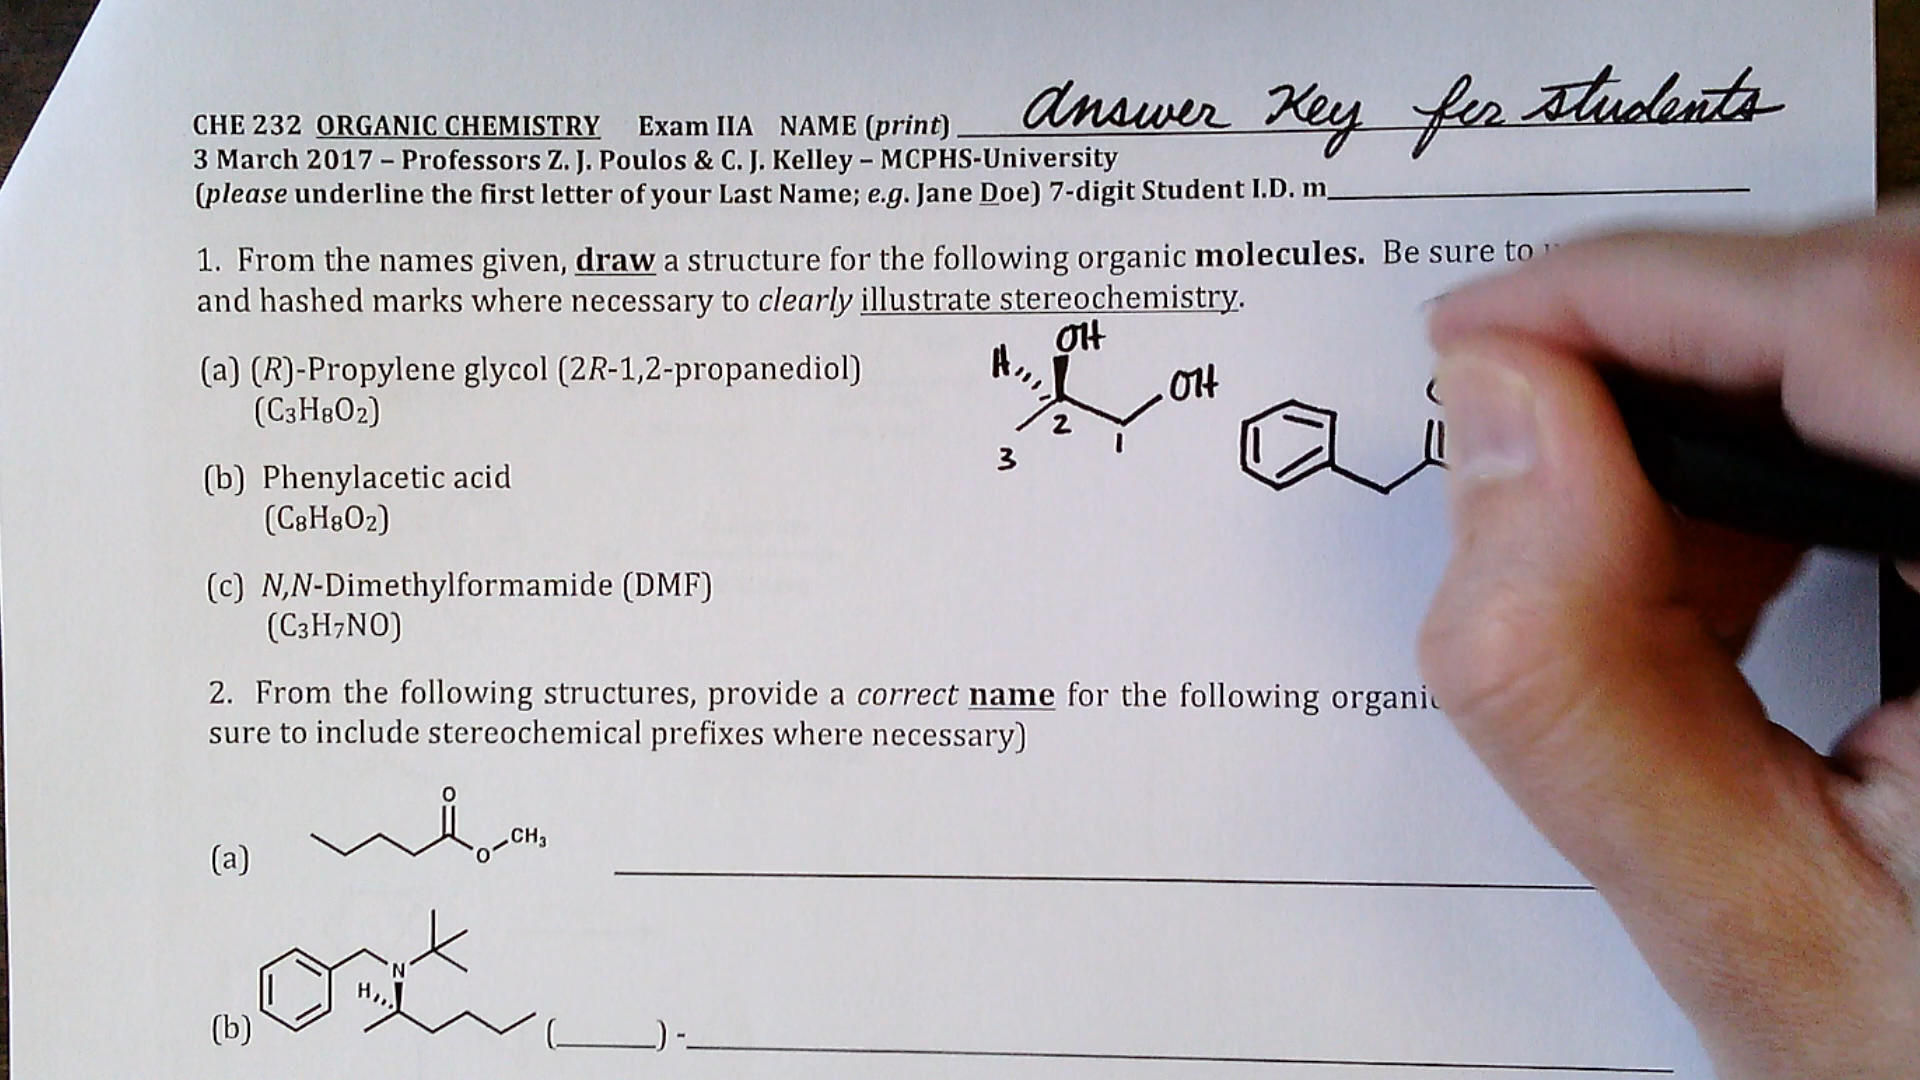 CHE 232 ORGANIC CHEMISTRY Exam IIA NAME (print) Answer Key for students
3 March 2017 – Professors Z. J. Poulos & C. J. Kelley – MCPHS-University
(please underline the first letter of your Last Name; e.g. Jane Doe) 7-digit Student I.D. m
1. From the names given, draw a structure for the following organic molecules. Be sure to
and hashed marks where necessary to clearly illustrate stereochemistry.
H OH
OH
3 2 1
(a) (R)-Propylene glycol (2R-1,2-propanediol)
(C3H8O2)
(b) Phenylacetic acid
(C8H8O2)
(c) N,N-Dimethylformamide (DMF)
(C3H7NO)
2. From the following structures, provide a correct name for the following
sure to include stereochemical prefixes where necessary)
(a)
O
O CH3
(b)
N
H
(______) -